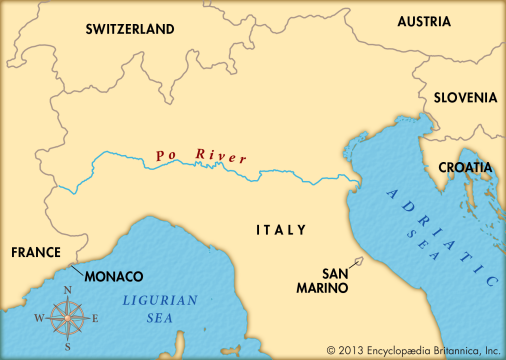 AUSTRIA
SWITZERLAND
SLOVENIA
Po River
CROATIA
ADRIATIC
SEA
ITALY
FRANCE
MONACO
SAN
MARINO
LIGURIAN
SEA
N
W E
S
© 2013 Encyclopædia Britannica, Inc.